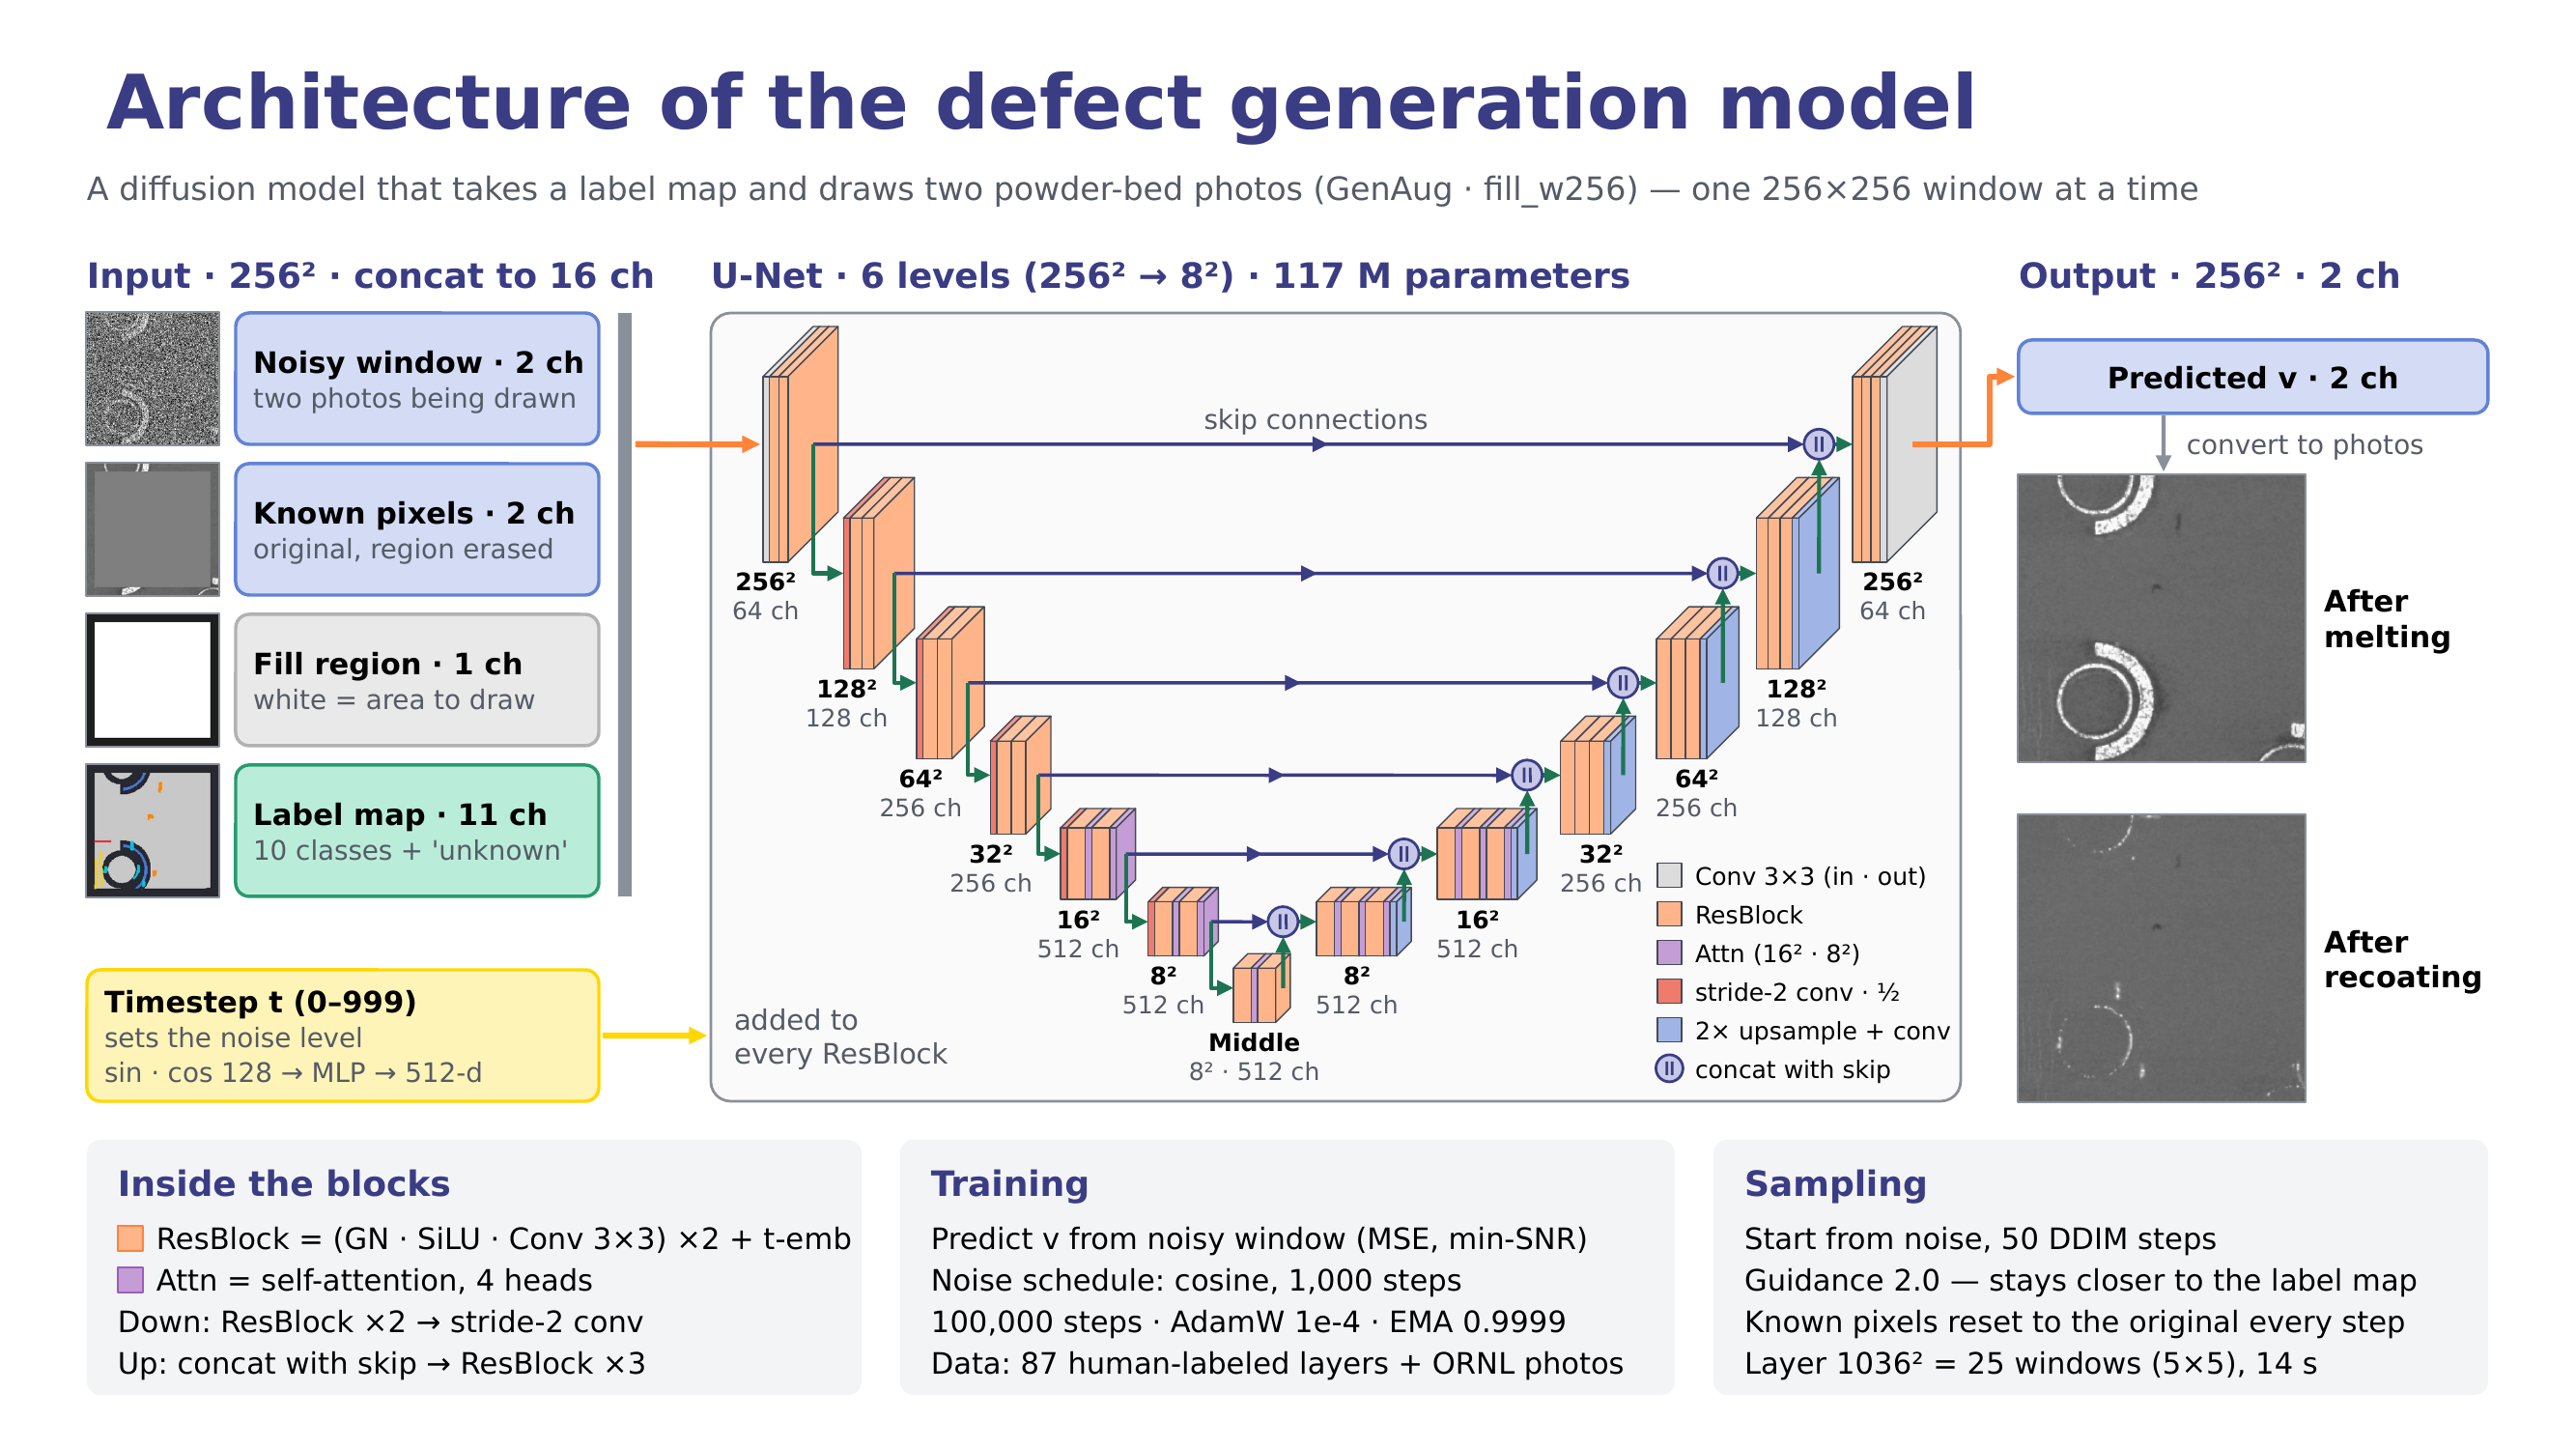 Architecture of the defect generation model
A diffusion model that takes a label map and draws two powder-bed photos (GenAug · fill_w256) — one 256×256 window at a time
Input · 256² · concat to 16 ch
Noisy window · 2 ch
two photos being drawn
Known pixels · 2 ch
original, region erased
Fill region · 1 ch
white = area to draw
Label map · 11 ch
10 classes + 'unknown'
Timestep t (0–999)
sets the noise level
sin · cos 128 → MLP → 512-d
U-Net · 6 levels (256² → 8²) · 117 M parameters
skip connections
256²
64 ch
128²
128 ch
64²
256 ch
32²
256 ch
16²
512 ch
8²
512 ch
Middle
8² · 512 ch
8²
512 ch
16²
512 ch
32²
256 ch
64²
256 ch
128²
128 ch
256²
64 ch
added to
every ResBlock
Conv 3×3 (in · out)
ResBlock
Attn (16² · 8²)
stride-2 conv · ½
2× upsample + conv
concat with skip
Output · 256² · 2 ch
Predicted v · 2 ch
convert to photos
After
melting
After
recoating
Inside the blocks
ResBlock = (GN · SiLU · Conv 3×3) ×2 + t-emb
Attn = self-attention, 4 heads
Down: ResBlock ×2 → stride-2 conv
Up: concat with skip → ResBlock ×3
Training
Predict v from noisy window (MSE, min-SNR)
Noise schedule: cosine, 1,000 steps
100,000 steps · AdamW 1e-4 · EMA 0.9999
Data: 87 human-labeled layers + ORNL photos
Sampling
Start from noise, 50 DDIM steps
Guidance 2.0 — stays closer to the label map
Known pixels reset to the original every step
Layer 1036² = 25 windows (5×5), 14 s